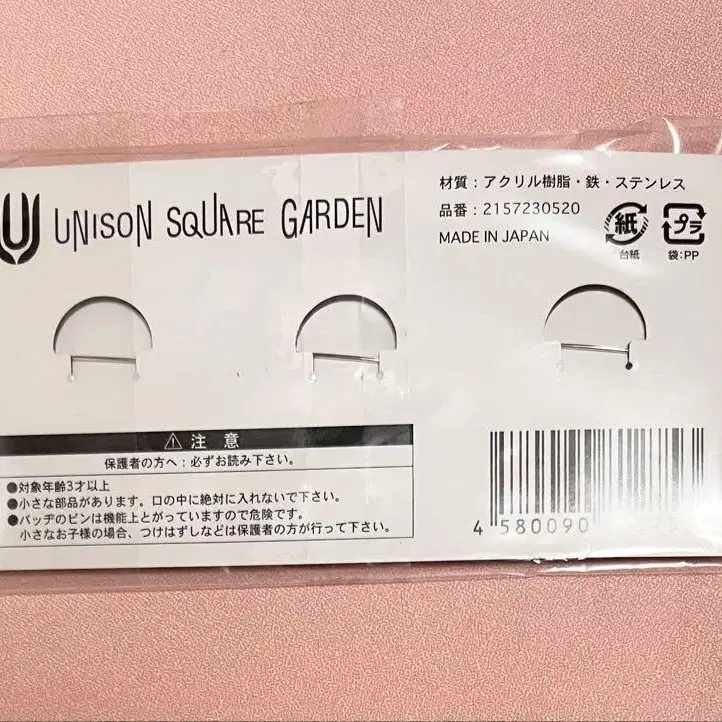 UNISON SQUARE GARDEN
材質：アクリル樹脂・鉄・ステンレス
品番：2157230520
MADE IN JAPAN
紙
台紙
プラ
袋:PP
注 意
保護者の方へ：必ずお読み下さい。
●対象年齢3才以上
●小さな部品があります。口の中に絶対に入れないで下さい。
●バッヂのピンは機能上とがっていますので危険です。
小さなお子様の場合、つけはずしなどは保護者の方が行って下さい。
4 580090